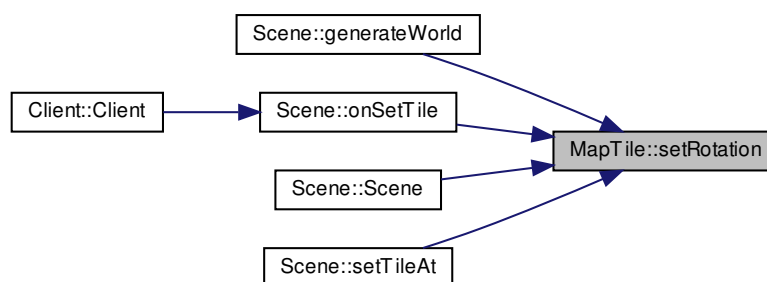 Scene::generateWorld
Client::Client
Scene::onSetTile
MapTile::setRotation
Scene::Scene
Scene::setTileAt